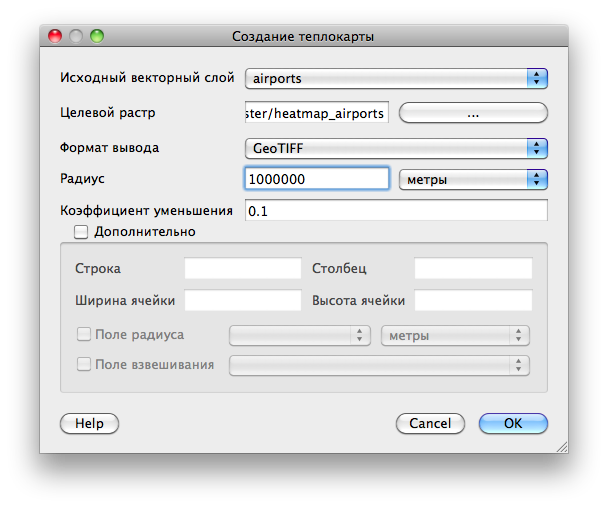 Создание теплокарты
Исходный векторный слой airports
Целевой растр ster/heatmap_airports ...
Формат вывода GeoTIFF
Радиус 1000000 метры
Коэффициент уменьшения 0.1
Дополнительно
Строка Столбец
Ширина ячейки Высота ячейки
Поле радиуса метры
Поле взвешивания
Help Cancel OK